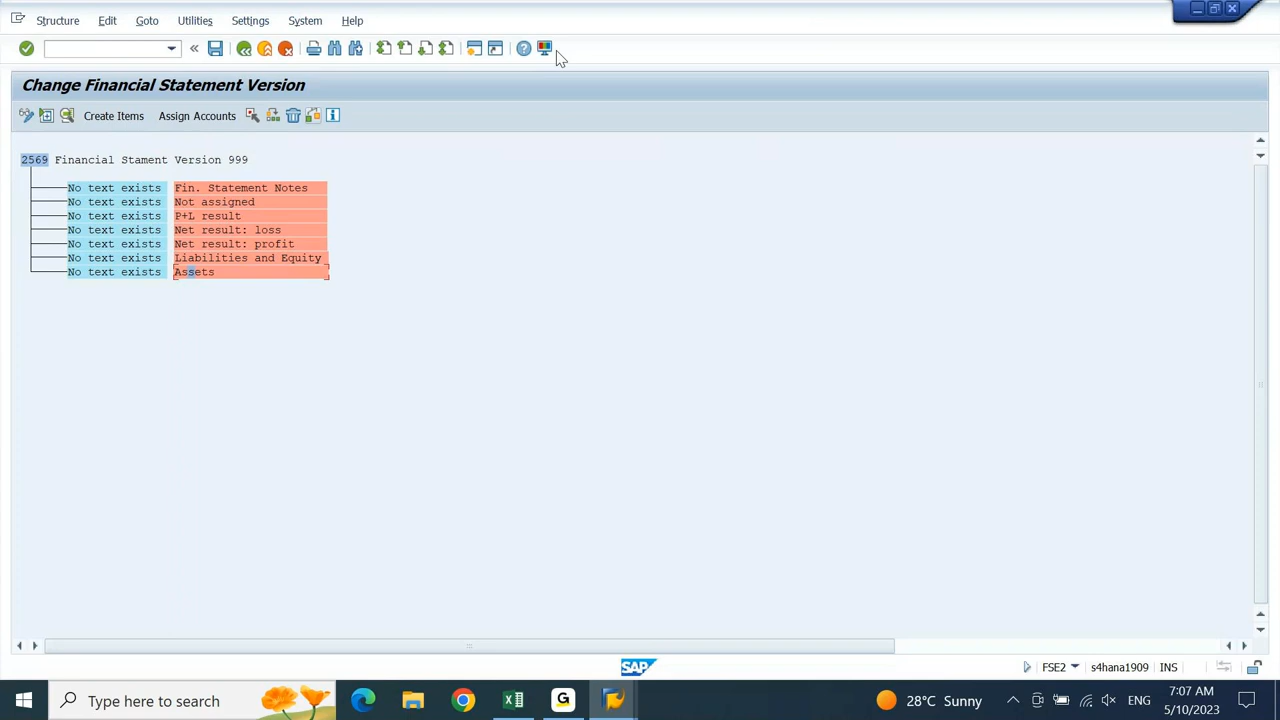 Structure Edit Goto Utilities Settings System Help
Change Financial Statement Version
Create Items Assign Accounts
2569 Financial Stament Version 999
No text exists Fin. Statement Notes
No text exists Not assigned
No text exists P+L result
No text exists Net result: loss
No text exists Net result: profit
No text exists Liabilities and Equity
No text exists Assets
SAP FSE2 s4hana1909 INS
Type here to search 28°C Sunny ENG 7:07 AM
5/10/2023